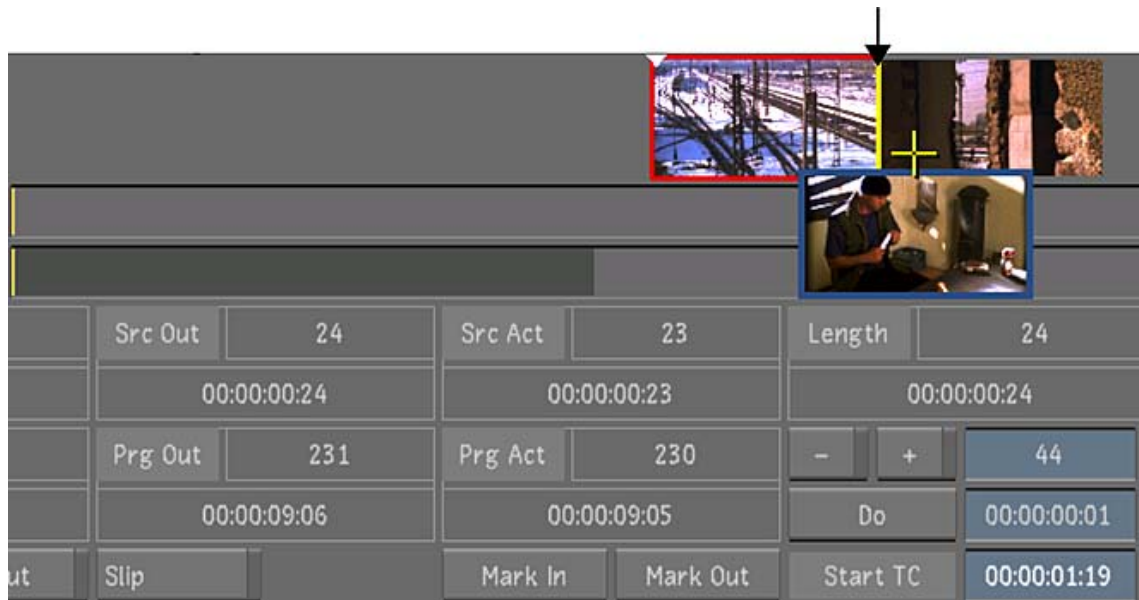 Src Out 24 Src Act 23 Length 24
00:00:00:24 00:00:00:23 00:00:00:24
Prg Out 231 Prg Act 230 - + 44
00:00:09:06 00:00:09:05 Do 00:00:00:01
ut Slip Mark In Mark Out Start TC 00:00:01:19